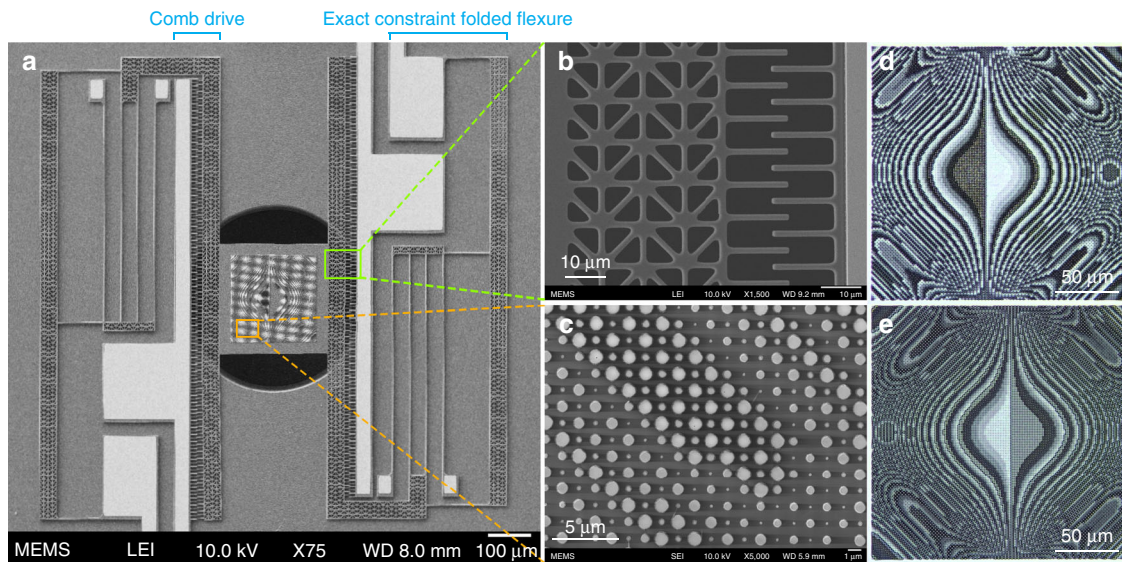 Comb drive
Exact constraint folded flexure
a
MEMS LEI 10.0 kV X75 WD 8.0 mm 100 μm
b
10 μm
MEMS LEI 10.0 kV X1,500 WD 9.2 mm 10 μm
c
5 μm
MEMS SEI 10.0 kV X5,000 WD 5.9 mm 1 μm
d
50 μm
e
50 μm